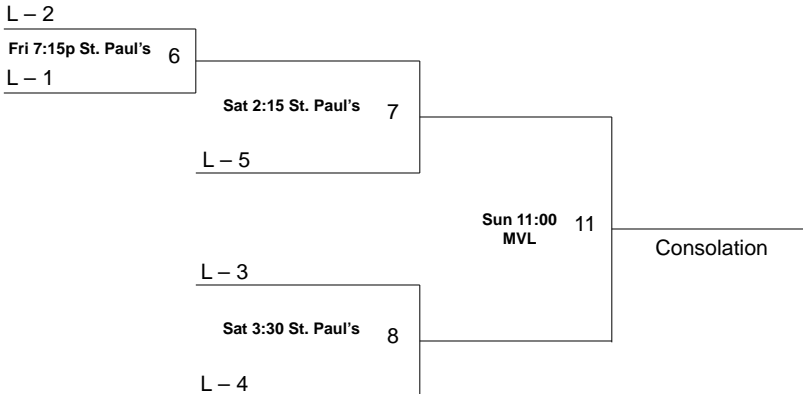 L – 2
Fri 7:15p St. Paul’s 6
L – 1
Sat 2:15 St. Paul’s 7
L – 5
Sun 11:00 11
MVL
Consolation
L – 3
Sat 3:30 St. Paul’s 8
L – 4